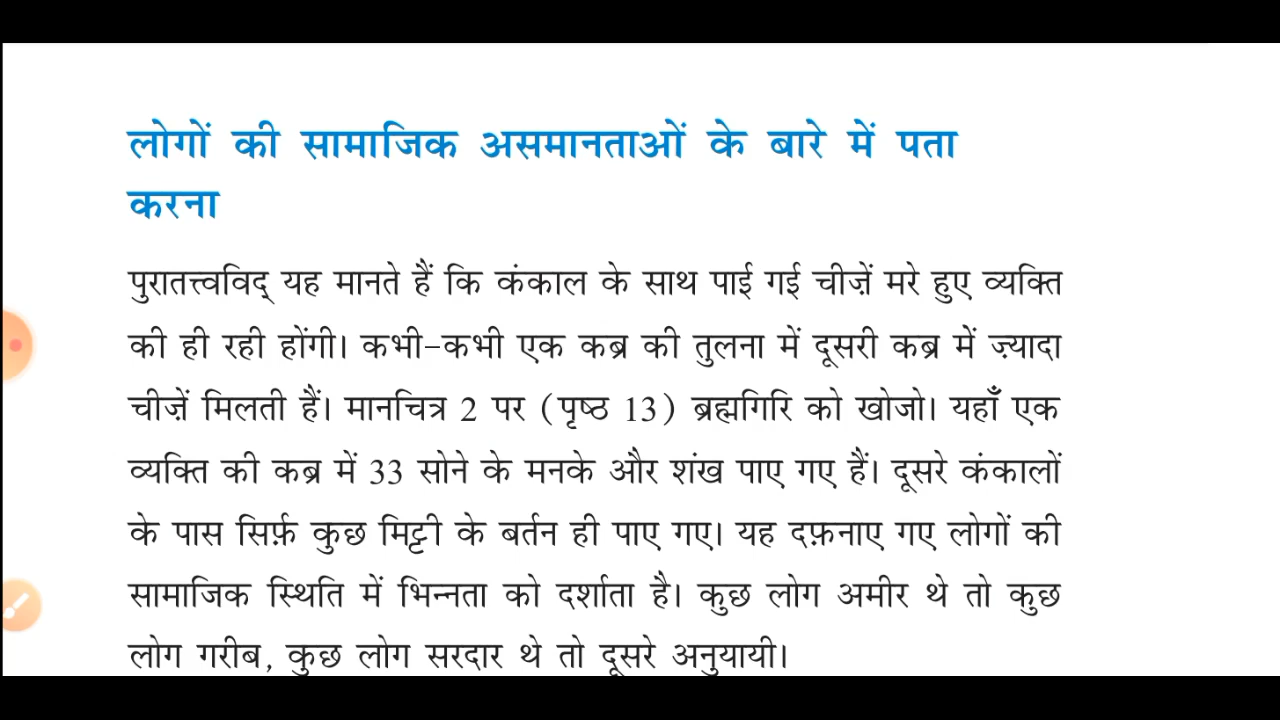 लोगों की सामाजिक असमानताओं के बारे में पता
करना
पुरातत्त्वविद् यह मानते हैं कि कंकाल के साथ पाई गई चीज़ें मरे हुए व्यक्ति
की ही रही होंगी। कभी-कभी एक कब्र की तुलना में दूसरी कब्र में ज़्यादा
चीज़ें मिलती हैं। मानचित्र 2 पर (पृष्ठ 13) ब्रह्मगिरि को खोजो। यहाँ एक
व्यक्ति की कब्र में 33 सोने के मनके और शंख पाए गए हैं। दूसरे कंकालों
के पास सिर्फ़ कुछ मिट्टी के बर्तन ही पाए गए। यह दफ़नाए गए लोगों की
सामाजिक स्थिति में भिन्नता को दर्शाता है। कुछ लोग अमीर थे तो कुछ
लोग गरीब, कुछ लोग सरदार थे तो दूसरे अनुयायी।